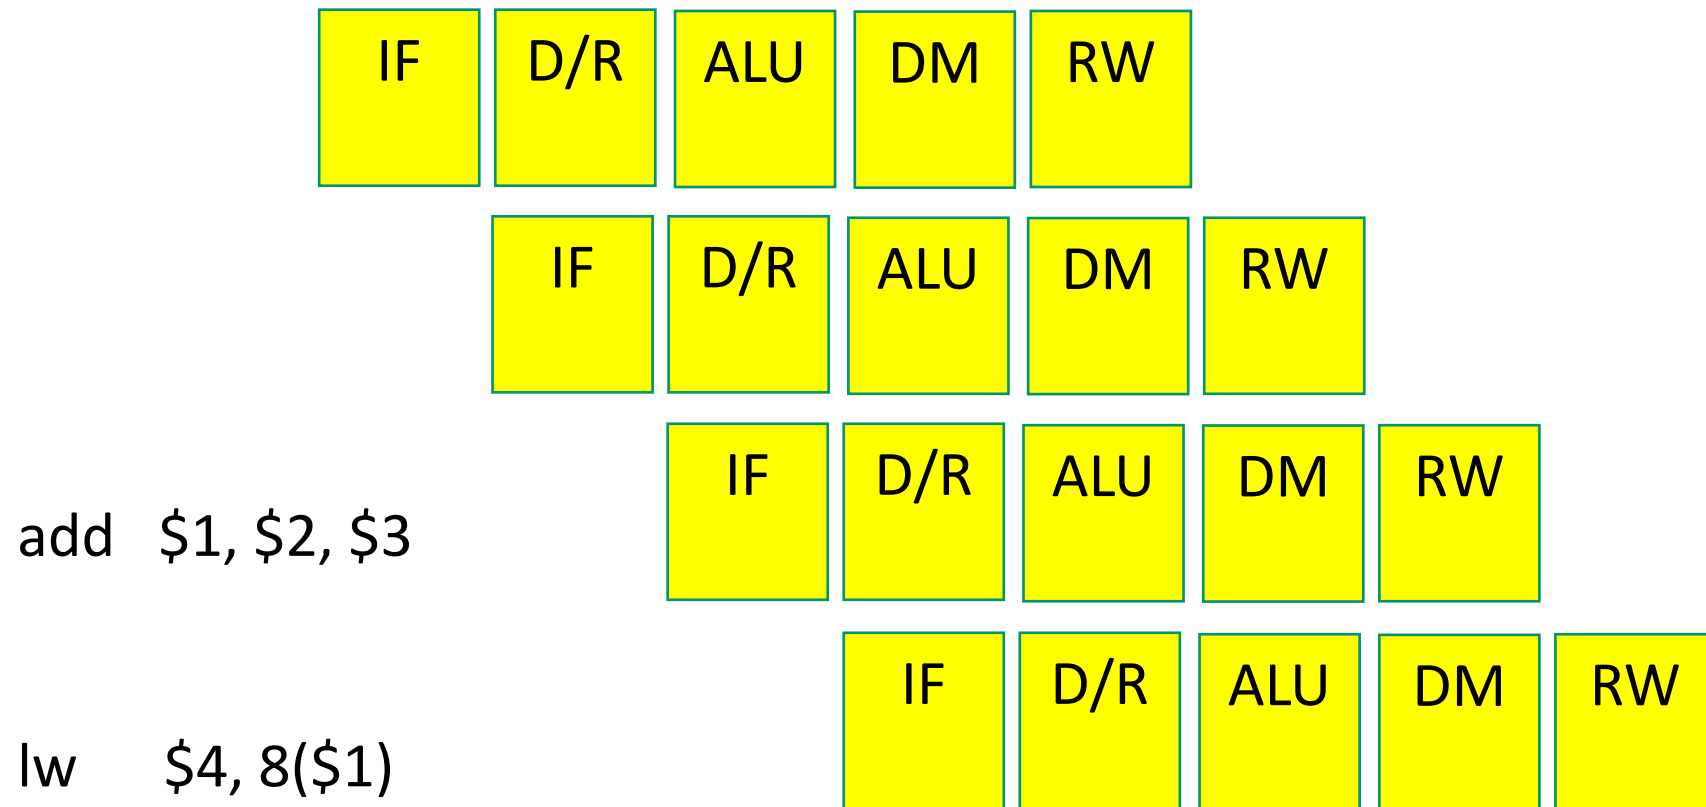 IF D/R ALU DM RW
IF D/R ALU DM RW
IF D/R ALU DM RW
add $1, $2, $3
IF D/R ALU DM RW
lw $4, 8($1)